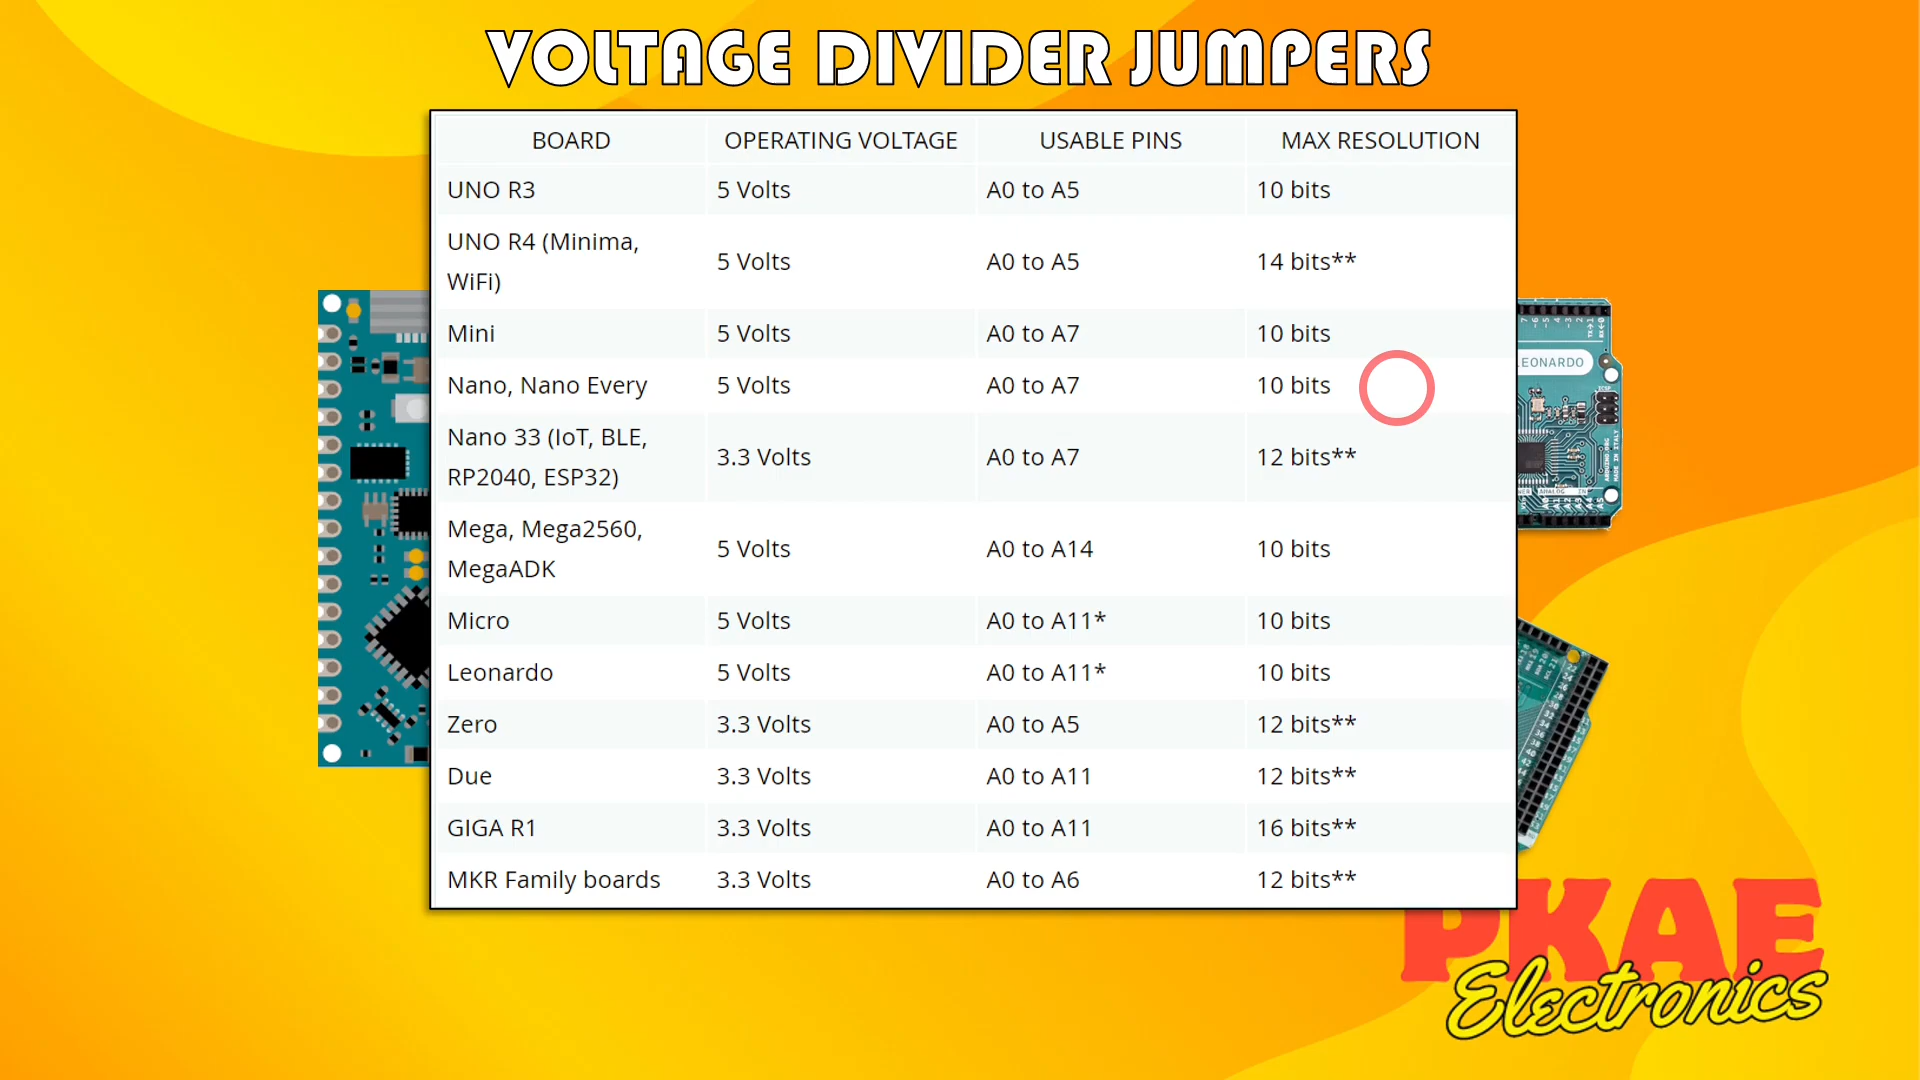 VOLTAGE DIVIDER JUMPERS
BOARD OPERATING VOLTAGE USABLE PINS MAX RESOLUTION
UNO R3 5 Volts A0 to A5 10 bits
UNO R4 (Minima,
WiFi) 5 Volts A0 to A5 14 bits**
Mini 5 Volts A0 to A7 10 bits
Nano, Nano Every 5 Volts A0 to A7 10 bits
Nano 33 (IoT, BLE,
RP2040, ESP32) 3.3 Volts A0 to A7 12 bits**
Mega, Mega2560,
MegaADK 5 Volts A0 to A14 10 bits
Micro 5 Volts A0 to A11* 10 bits
Leonardo 5 Volts A0 to A11* 10 bits
Zero 3.3 Volts A0 to A5 12 bits**
Due 3.3 Volts A0 to A11 12 bits**
GIGA R1 3.3 Volts A0 to A11 16 bits**
MKR Family boards 3.3 Volts A0 to A6 12 bits**
EONARDO
PKAE
Electronics